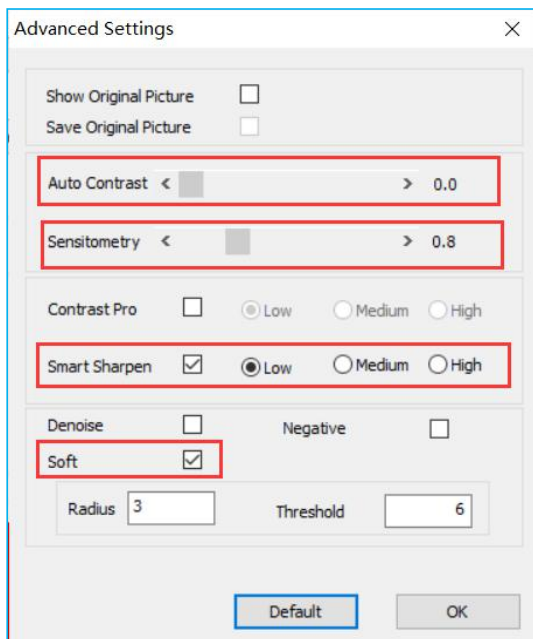 Advanced Settings
Show Original Picture
Save Original Picture
Auto Contrast < > 0.0
Sensitometry < > 0.8
Contrast Pro Low Medium High
Smart Sharpen Low Medium High
Denoise Negative
Soft
Radius 3 Threshold 6
Default OK